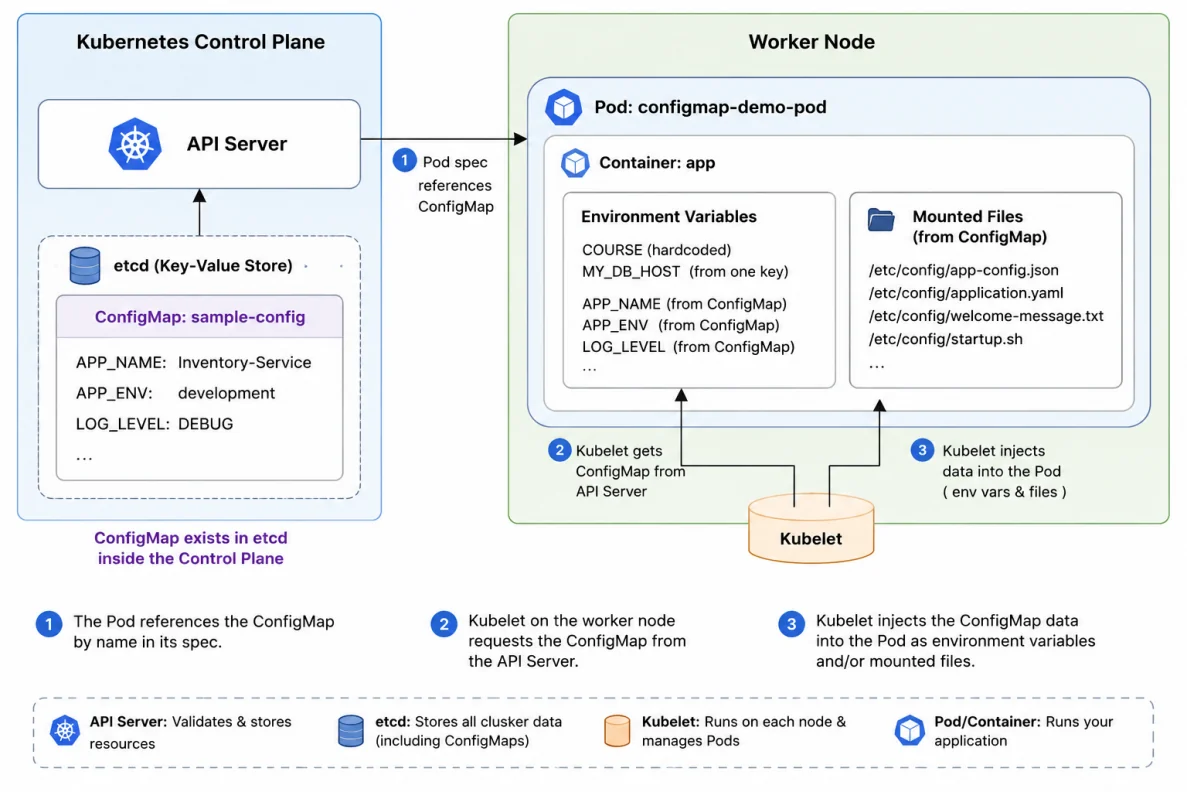 Kubernetes Control Plane
API Server
etcd (Key-Value Store)
ConfigMap: sample-config
APP_NAME: Inventory-Service
APP_ENV: development
LOG_LEVEL: DEBUG
...
ConfigMap exists in etcd
inside the Control Plane
1 Pod spec
references
ConfigMap
Worker Node
Pod: configmap-demo-pod
Container: app
Environment Variables
COURSE (hardcoded)
MY_DB_HOST (from one key)
APP_NAME (from ConfigMap)
APP_ENV (from ConfigMap)
LOG_LEVEL (from ConfigMap)
...
Mounted Files
(from ConfigMap)
/etc/config/app-config.json
/etc/config/application.yaml
/etc/config/welcome-message.txt
/etc/config/startup.sh
...
2 Kubelet gets
ConfigMap from
API Server
3 Kubelet injects
data into the Pod
( env vars & files )
Kubelet
1 The Pod references the ConfigMap
by name in its spec.
2 Kubelet on the worker node
requests the ConfigMap from
the API Server.
3 Kubelet injects the ConfigMap data
into the Pod as environment variables
and/or mounted files.
API Server: Validates & stores
resources
etcd: Stores all clusker data
(including ConfigMaps)
Kubelet: Runs on each node &
manages Pods
Pod/Container: Runs your
application